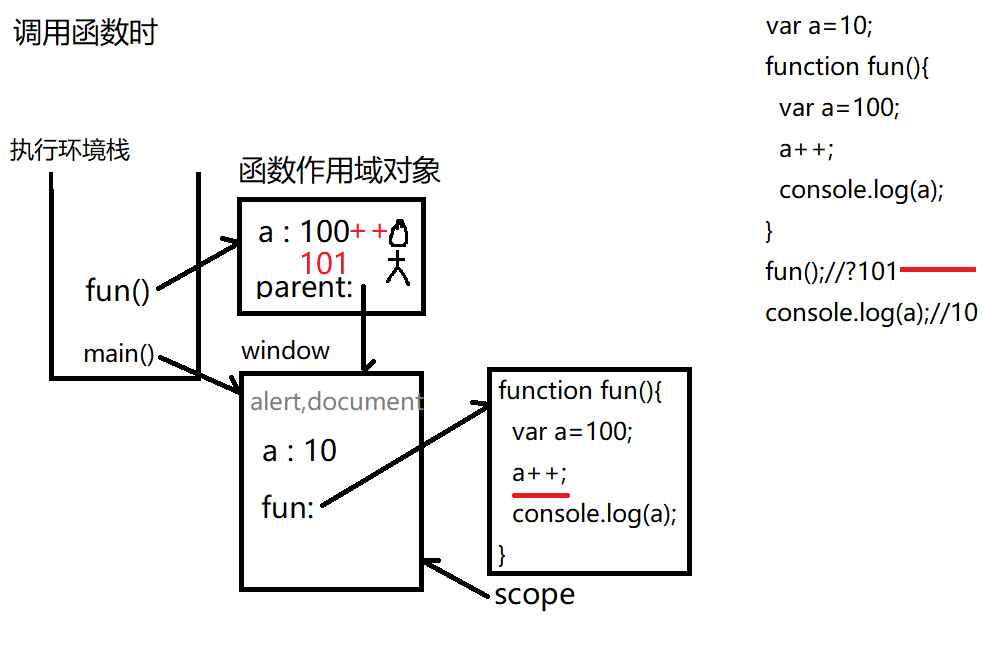 调用函数时
执行环境栈
fun()
main()
函数作用域对象
a : 100++
101
parent:
window
alert,document
a : 10
fun:
function fun(){
var a=100;
a++;
console.log(a);
}
scope
var a=10;
function fun(){
var a=100;
a++;
console.log(a);
}
fun();//?101
console.log(a);//10